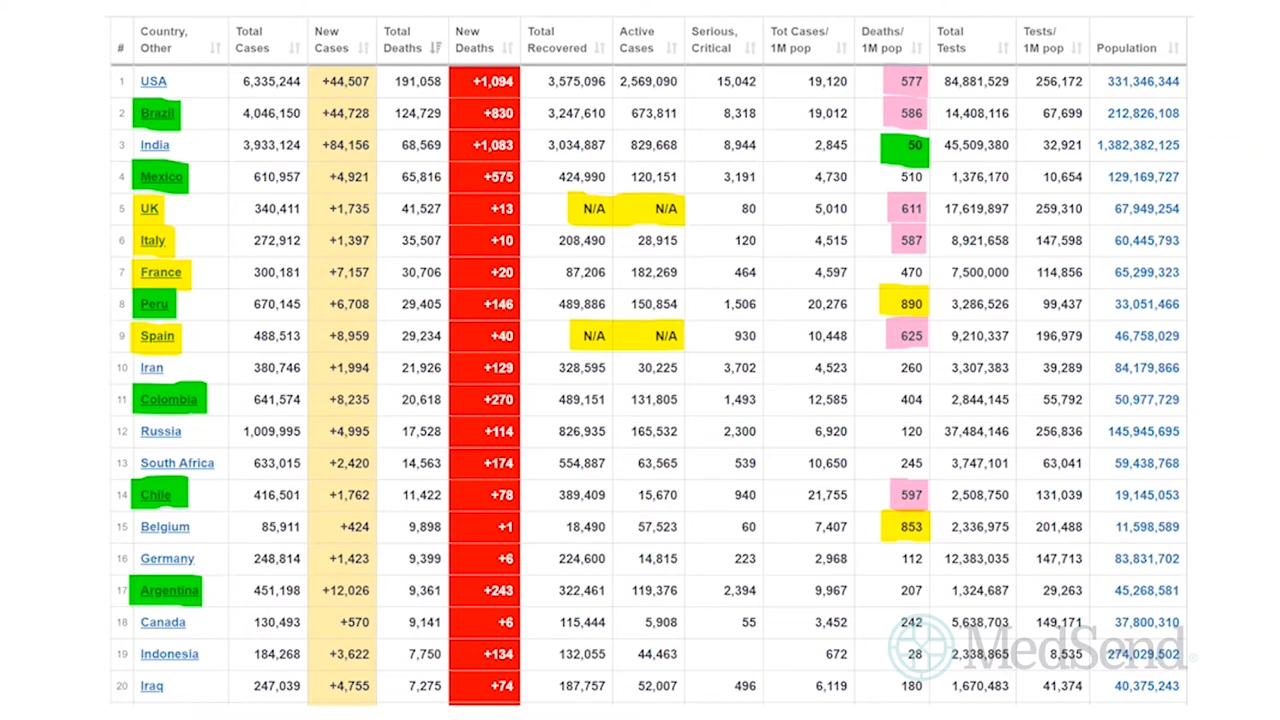 # Country, Other Total Cases New Cases Total Deaths New Deaths Total Recovered Active Cases Serious, Critical Tot Cases/ 1M pop Deaths/ 1M pop Total Tests Tests/ 1M pop Population
1 USA 6,335,244 +44,507 191,058 +1,094 3,575,096 2,569,090 15,042 19,120 577 84,881,529 256,172 331,346,344
2 Brazil 4,046,150 +44,728 124,729 +830 3,247,610 673,811 8,318 19,012 586 14,408,116 67,699 212,826,108
3 India 3,933,124 +84,156 68,569 +1,083 3,034,887 829,668 8,944 2,845 50 45,509,380 32,921 1,382,382,125
4 Mexico 610,957 +4,921 65,816 +575 424,990 120,151 3,191 4,730 510 1,376,170 10,654 129,169,727
5 UK 340,411 +1,735 41,527 +13 N/A N/A 80 5,010 611 17,619,897 259,310 67,949,254
6 Italy 272,912 +1,397 35,507 +10 208,490 28,915 120 4,515 587 8,921,658 147,598 60,445,793
7 France 300,181 +7,157 30,706 +20 87,206 182,269 464 4,597 470 7,500,000 114,856 65,299,323
8 Peru 670,145 +6,708 29,405 +146 489,886 150,854 1,506 20,276 890 3,286,526 99,437 33,051,466
9 Spain 488,513 +8,959 29,234 +40 N/A N/A 930 10,448 625 9,210,337 196,979 46,758,029
10 Iran 380,746 +1,994 21,926 +129 328,595 30,225 3,702 4,523 260 3,307,383 39,289 84,179,866
11 Colombia 641,574 +8,235 20,618 +270 489,151 131,805 1,493 12,585 404 2,844,145 55,792 50,977,729
12 Russia 1,009,995 +4,995 17,528 +114 826,935 165,532 2,300 6,920 120 37,484,146 256,836 145,945,695
13 South Africa 633,015 +2,420 14,563 +174 554,887 63,565 539 10,650 245 3,747,101 63,041 59,438,768
14 Chile 416,501 +1,762 11,422 +78 389,409 15,670 940 21,755 597 2,508,750 131,039 19,145,053
15 Belgium 85,911 +424 9,898 +1 18,490 57,523 60 7,407 853 2,336,975 201,488 11,598,589
16 Germany 248,814 +1,423 9,399 +6 224,600 14,815 223 2,968 112 12,383,035 147,713 83,831,702
17 Argentina 451,198 +12,026 9,361 +243 322,461 119,376 2,394 9,967 207 1,324,687 29,263 45,268,581
18 Canada 130,493 +570 9,141 +6 115,444 5,908 55 3,452 242 5,638,703 149,171 37,800,310
19 Indonesia 184,268 +3,622 7,750 +134 132,055 44,463 672 28 2,338,865 8,535 274,029,502
20 Iraq 247,039 +4,755 7,275 +74 187,757 52,007 496 6,119 180 1,670,483 41,374 40,375,243
MedSend®